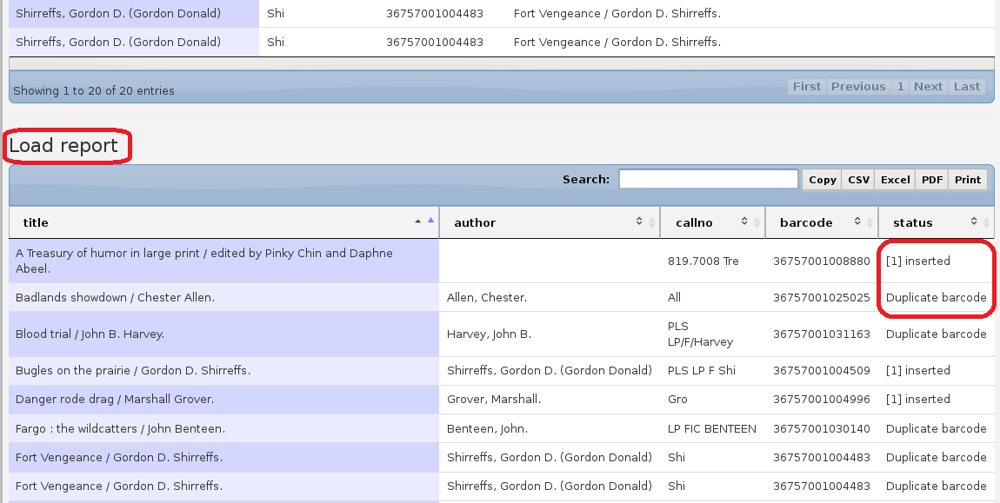 Shirreffs, Gordon D. (Gordon Donald) Shi 36757001004483 Fort Vengeance / Gordon D. Shirreffs.
Shirreffs, Gordon D. (Gordon Donald) Shi 36757001004483 Fort Vengeance / Gordon D. Shirreffs.
Showing 1 to 20 of 20 entries First Previous 1 Next Last
Load report
Search: Copy CSV Excel PDF Print
title author callno barcode status
A Treasury of humor in large print / edited by Pinky Chin and Daphne
Abeel. 819.7008 Tre 36757001008880 [1] inserted
Badlands showdown / Chester Allen. Allen, Chester. All 36757001025025 Duplicate barcode
Blood trial / John B. Harvey. Harvey, John B. PLS
LP/F/Harvey 36757001031163 Duplicate barcode
Bugles on the prairie / Gordon D. Shirreffs. Shirreffs, Gordon D. (Gordon Donald) PLS LP F Shi 36757001004509 [1] inserted
Danger rode drag / Marshall Grover. Grover, Marshall. Gro 36757001004996 [1] inserted
Fargo : the wildcatters / John Benteen. Benteen, John. LP FIC BENTEEN 36757001030140 Duplicate barcode
Fort Vengeance / Gordon D. Shirreffs. Shirreffs, Gordon D. (Gordon Donald) Shi 36757001004483 Duplicate barcode
Fort Vengeance / Gordon D. Shirreffs. Shirreffs, Gordon D. (Gordon Donald) Shi 36757001004483 Duplicate barcode